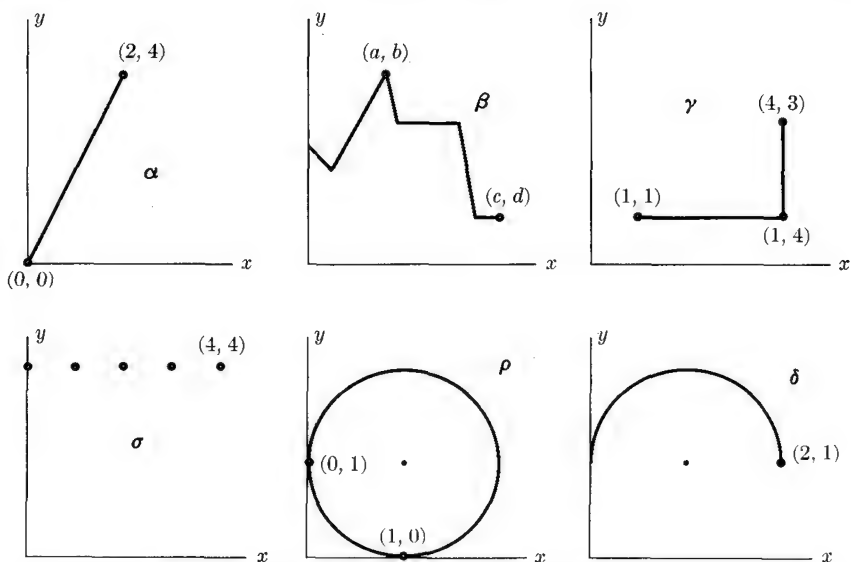 y
(2, 4)
α
(0, 0)
x
y
(a, b)
β
(c, d)
x
y
(4, 3)
γ
(1, 1)
(1, 4)
x
y
(4, 4)
σ
x
y
ρ
(0, 1)
(1, 0)
x
y
δ
(2, 1)
x